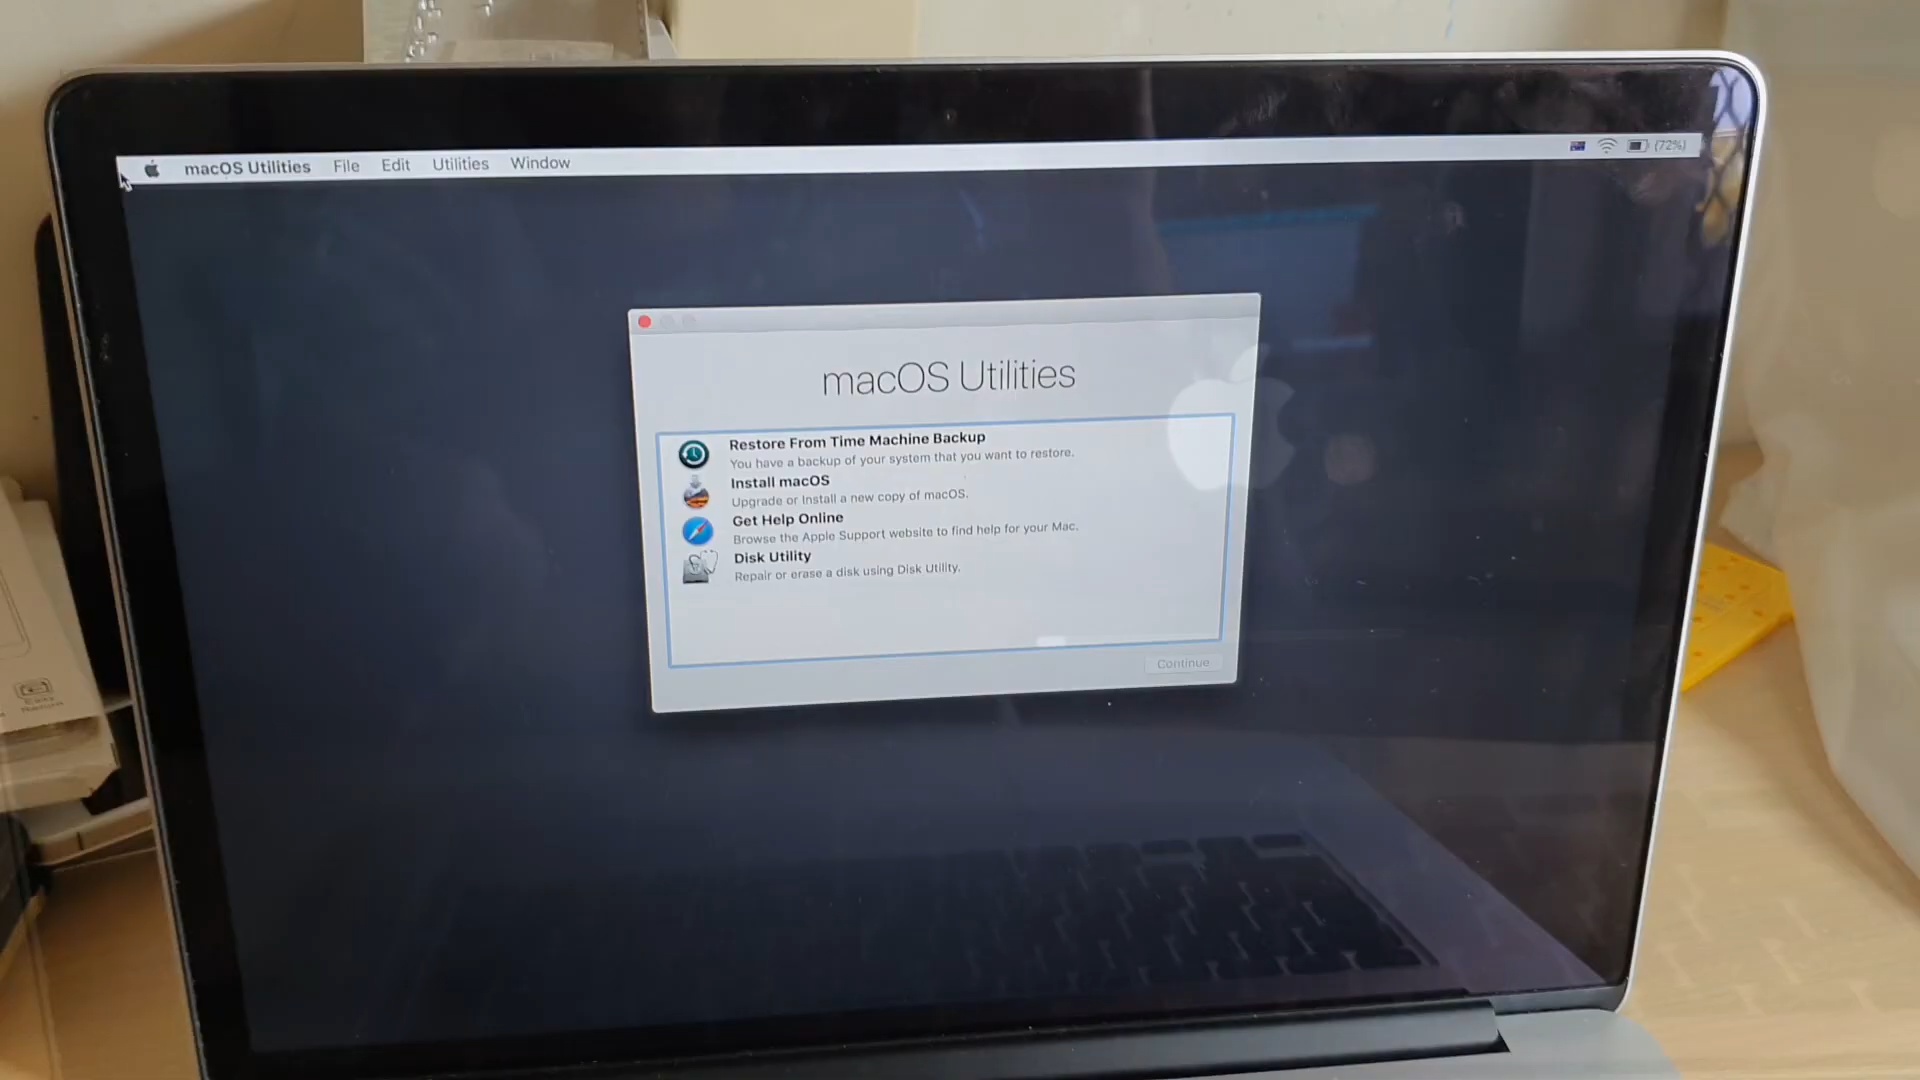 macOS Utilities File Edit Utilities Window (72%)
macOS Utilities
Restore From Time Machine Backup
You have a backup of your system that you want to restore.
Install macOS
Upgrade or Install a new copy of macOS.
Get Help Online
Browse the Apple Support website to find help for your Mac.
Disk Utility
Repair or erase a disk using Disk Utility.
Continue